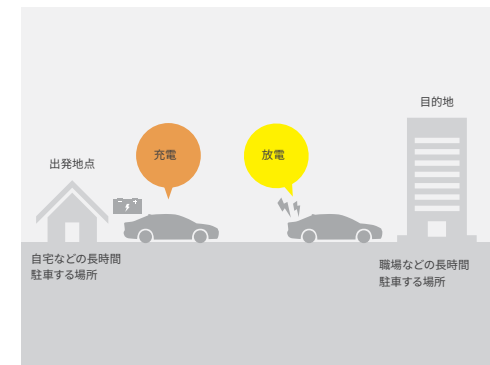 目的地
充電
放電
出発地点
自宅などの長時間
駐車する場所
職場などの長時間
駐車する場所